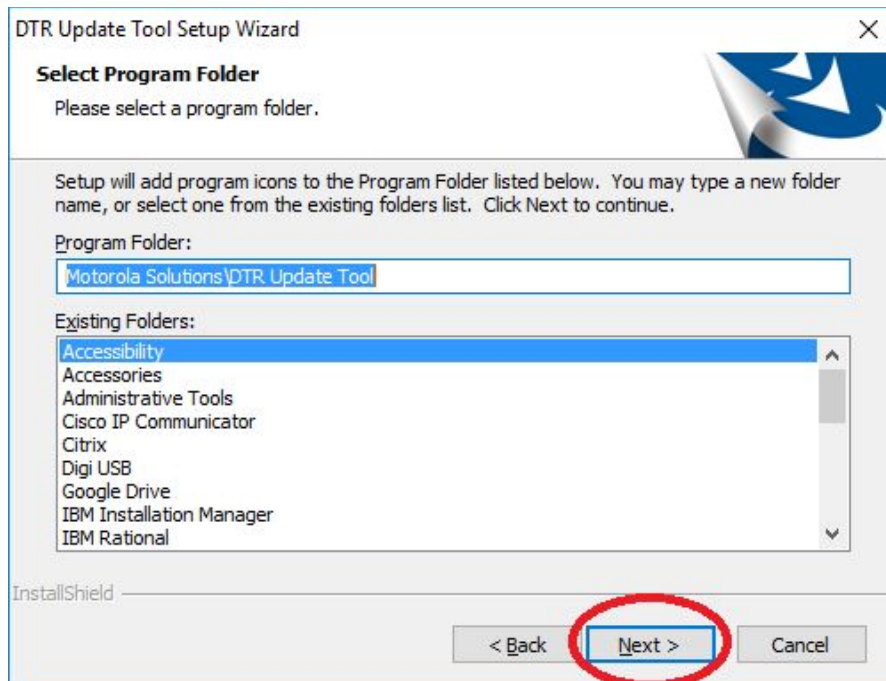 DTR Update Tool Setup Wizard
Select Program Folder
Please select a program folder.
Setup will add program icons to the Program Folder listed below. You may type a new folder
name, or select one from the existing folders list. Click Next to continue.
Program Folder:
Motorola Solutions\DTR Update Tool
Existing Folders:
Accessibility
Accessories
Administrative Tools
Cisco IP Communicator
Citrix
Digi USB
Google Drive
IBM Installation Manager
IBM Rational
InstallShield
< Back Next > Cancel